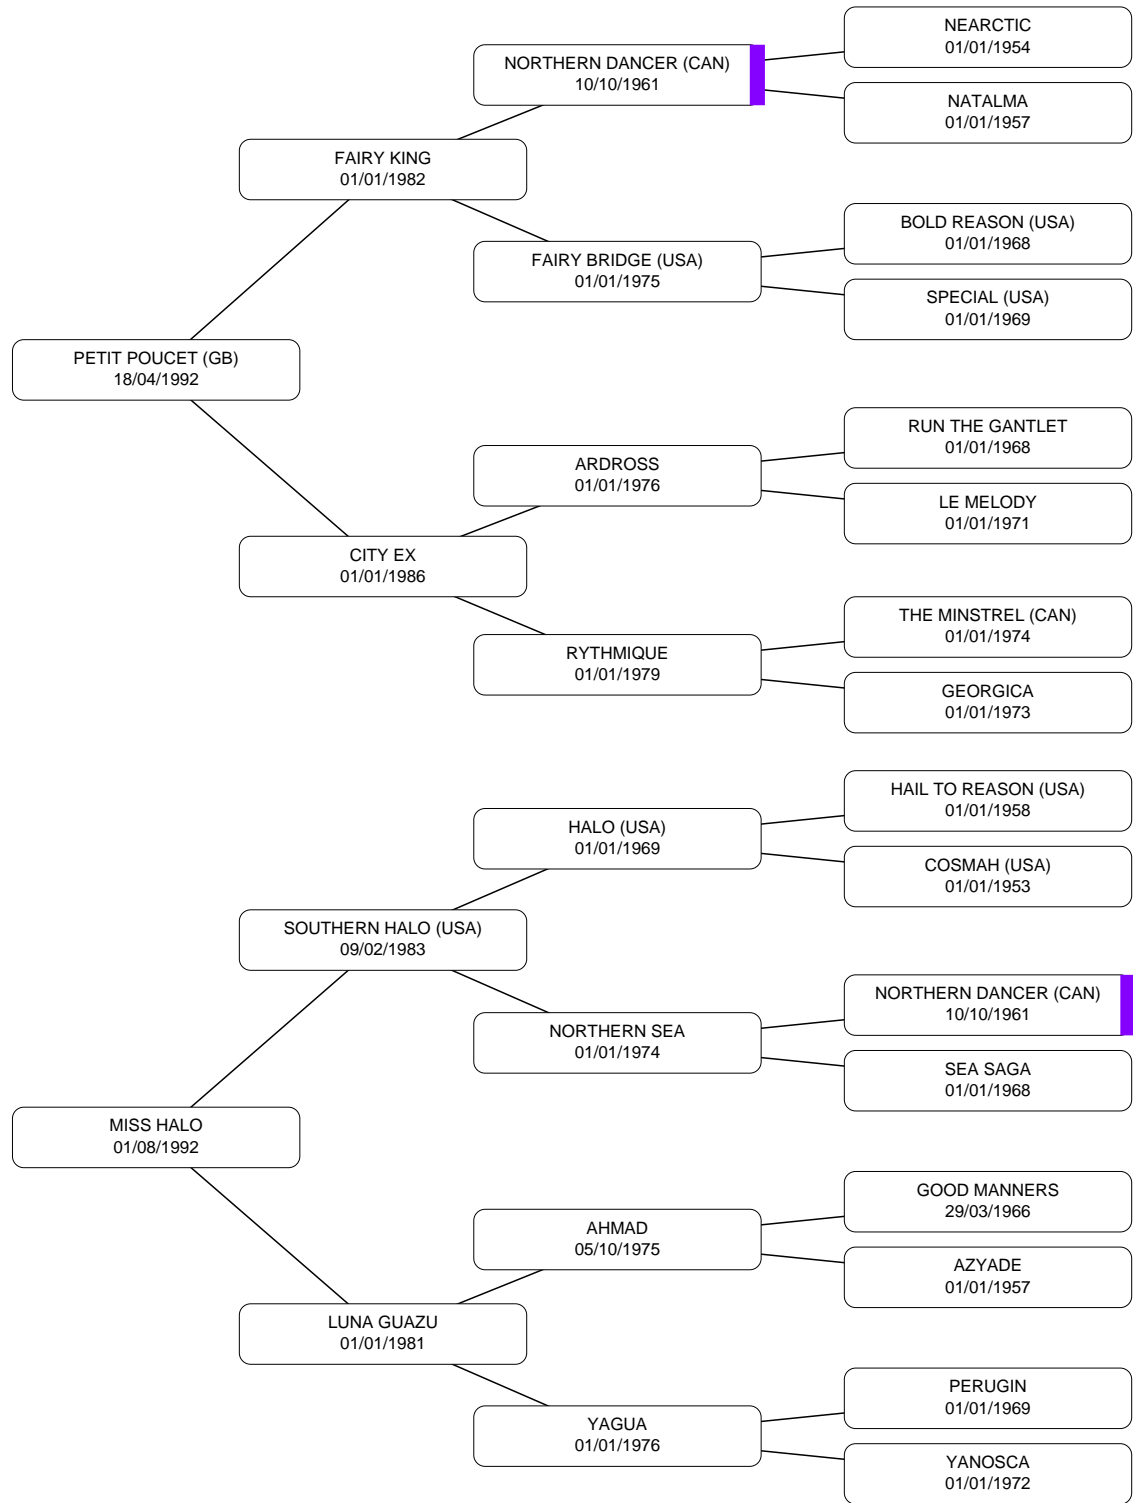 NEARCTIC
01/01/1954
NORTHERN DANCER (CAN)
10/10/1961
NATALMA
01/01/1957
FAIRY KING
01/01/1982
BOLD REASON (USA)
01/01/1968
FAIRY BRIDGE (USA)
01/01/1975
SPECIAL (USA)
01/01/1969
PETIT POUCET (GB)
18/04/1992
RUN THE GANTLET
01/01/1968
ARDROSS
01/01/1976
LE MELODY
01/01/1971
CITY EX
01/01/1986
THE MINSTREL (CAN)
01/01/1974
RYTHMIQUE
01/01/1979
GEORGICA
01/01/1973
HAIL TO REASON (USA)
01/01/1958
HALO (USA)
01/01/1969
COSMAH (USA)
01/01/1953
SOUTHERN HALO (USA)
09/02/1983
NORTHERN DANCER (CAN)
10/10/1961
NORTHERN SEA
01/01/1974
SEA SAGA
01/01/1968
MISS HALO
01/08/1992
GOOD MANNERS
29/03/1966
AHMAD
05/10/1975
AZYADE
01/01/1957
LUNA GUAZU
01/01/1981
PERUGIN
01/01/1969
YAGUA
01/01/1976
YANOSCA
01/01/1972